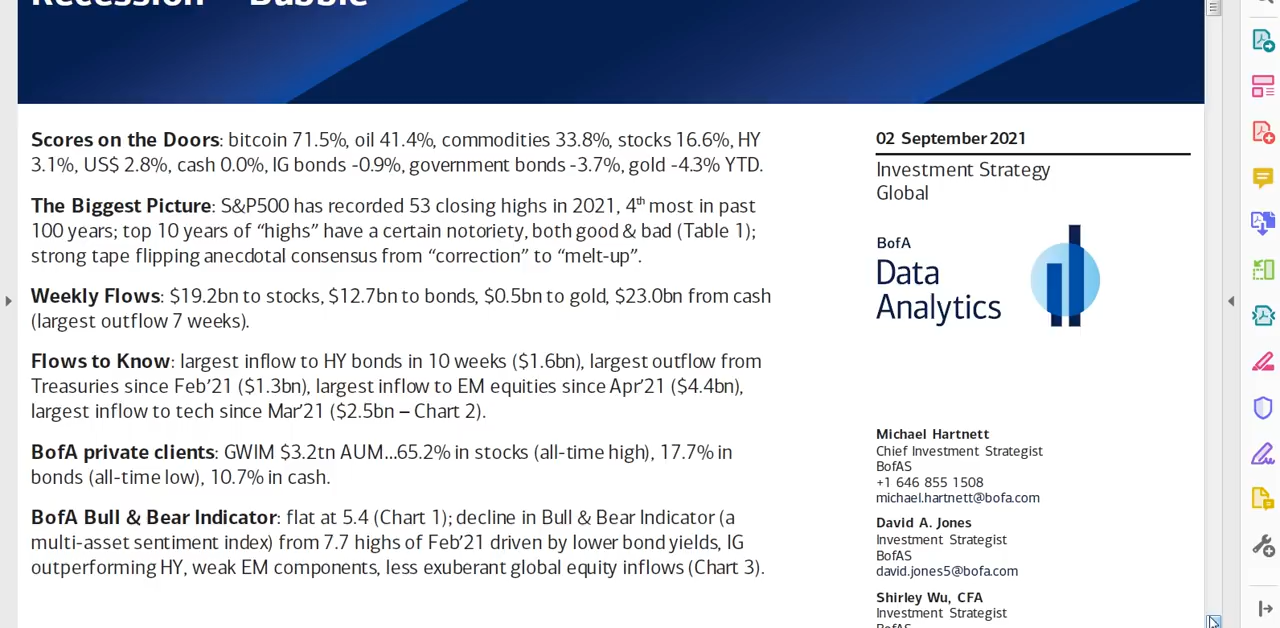 Recession – Bubble
Scores on the Doors: bitcoin 71.5%, oil 41.4%, commodities 33.8%, stocks 16.6%, HY
3.1%, US$ 2.8%, cash 0.0%, IG bonds -0.9%, government bonds -3.7%, gold -4.3% YTD.
The Biggest Picture: S&P500 has recorded 53 closing highs in 2021, 4th most in past
100 years; top 10 years of “highs” have a certain notoriety, both good & bad (Table 1);
strong tape flipping anecdotal consensus from “correction” to “melt-up”.
Weekly Flows: $19.2bn to stocks, $12.7bn to bonds, $0.5bn to gold, $23.0bn from cash
(largest outflow 7 weeks).
Flows to Know: largest inflow to HY bonds in 10 weeks ($1.6bn), largest outflow from
Treasuries since Feb’21 ($1.3bn), largest inflow to EM equities since Apr’21 ($4.4bn),
largest inflow to tech since Mar’21 ($2.5bn – Chart 2).
BofA private clients: GWIM $3.2tn AUM...65.2% in stocks (all-time high), 17.7% in
bonds (all-time low), 10.7% in cash.
BofA Bull & Bear Indicator: flat at 5.4 (Chart 1); decline in Bull & Bear Indicator (a
multi-asset sentiment index) from 7.7 highs of Feb’21 driven by lower bond yields, IG
outperforming HY, weak EM components, less exuberant global equity inflows (Chart 3).
02 September 2021
Investment Strategy
Global
BofA
Data
Analytics
Michael Hartnett
Chief Investment Strategist
BofAS
+1 646 855 1508
michael.hartnett@bofa.com
David A. Jones
Investment Strategist
BofAS
david.jones5@bofa.com
Shirley Wu, CFA
Investment Strategist
BofAS